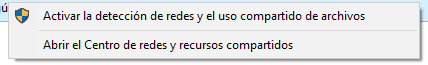 Activar la detección de redes y el uso compartido de archivos
Abrir el Centro de redes y recursos compartidos